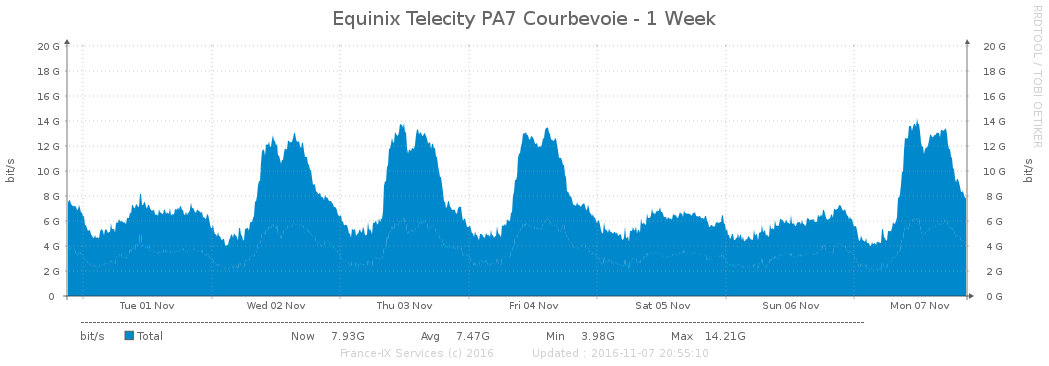 Equinix Telecity PA7 Courbevoie - 1 Week
RRDTOOL / TOBI OETIKER
bit/s
20 G 20 G
18 G 18 G
16 G 16 G
14 G 14 G
12 G 12 G
10 G 10 G
8 G 8 G
6 G 6 G
4 G 4 G
2 G 2 G
0 0 G
bit/s
Tue 01 Nov Wed 02 Nov Thu 03 Nov Fri 04 Nov Sat 05 Nov Sun 06 Nov Mon 07 Nov
bit/s Total Now 7.93G Avg 7.47G Min 3.98G Max 14.21G
France-IX Services (c) 2016 Updated : 2016-11-07 20:55:10